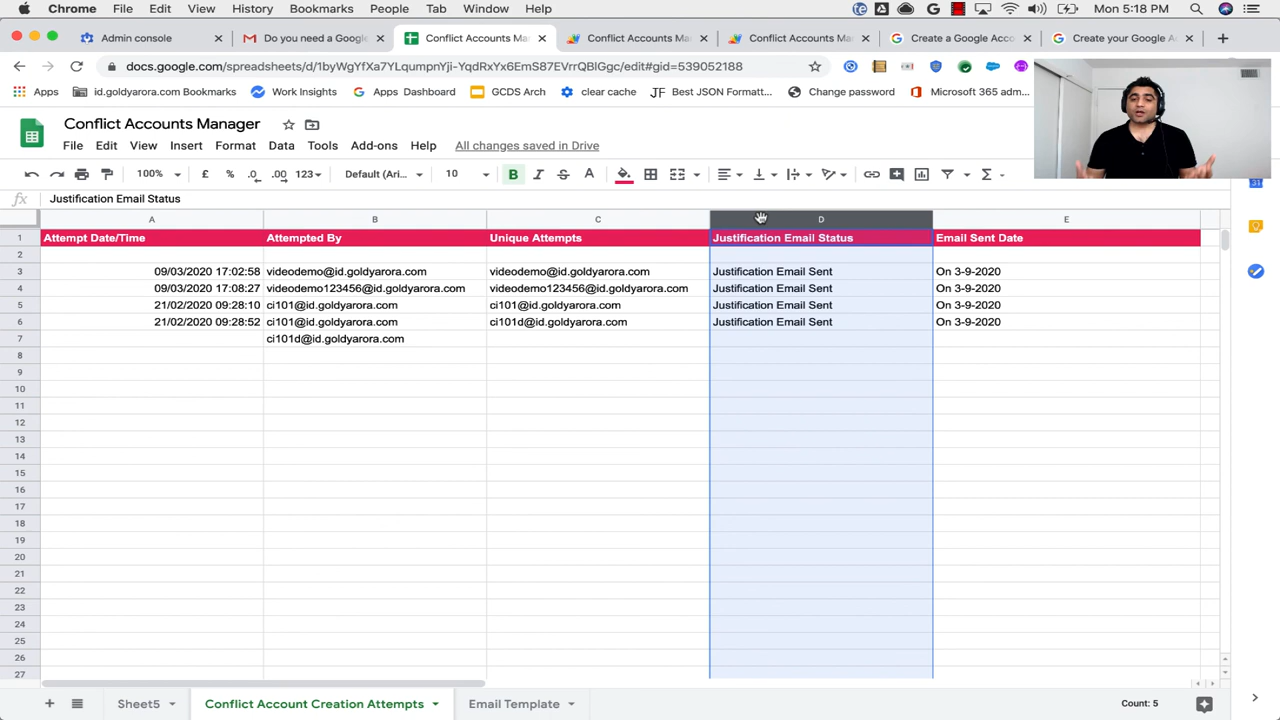 Chrome File Edit View History Bookmarks People Tab Window Help Mon 5:18 PM
Admin console Do you need a Google Conflict Accounts Ma Conflict Accounts Ma Conflict Accounts Ma Create a Google Acco Create your Google A
docs.google.com/spreadsheets/d/1byWgYfXa7YLqumpnYji-YqdRxYx6EmS87EVrrQBlGgc/edit#gid=539052188
Apps id.goldyarora.com Bookmarks Work Insights Apps Dashboard GCDS Arch clear cache JF Best JSON Formatt... Change password Microsoft 365 adm...
Conflict Accounts Manager
File Edit View Insert Format Data Tools Add-ons Help All changes saved in Drive
100% £ % .0 .00 123 Default (Ari... 10 B I S A
fx Justification Email Status
A B C D E
1 Attempt Date/Time Attempted By Unique Attempts Justification Email Status Email Sent Date
2
3 09/03/2020 17:02:58 videodemo@id.goldyarora.com videodemo@id.goldyarora.com Justification Email Sent On 3-9-2020
4 09/03/2020 17:08:27 videodemo123456@id.goldyarora.com videodemo123456@id.goldyarora.com Justification Email Sent On 3-9-2020
5 21/02/2020 09:28:10 ci101@id.goldyarora.com ci101@id.goldyarora.com Justification Email Sent On 3-9-2020
6 21/02/2020 09:28:52 ci101@id.goldyarora.com ci101d@id.goldyarora.com Justification Email Sent On 3-9-2020
7 ci101d@id.goldyarora.com
8
9
10
11
12
13
14
15
16
17
18
19
20
21
22
23
24
25
26
27
Sheet5 Conflict Account Creation Attempts Email Template Count: 5